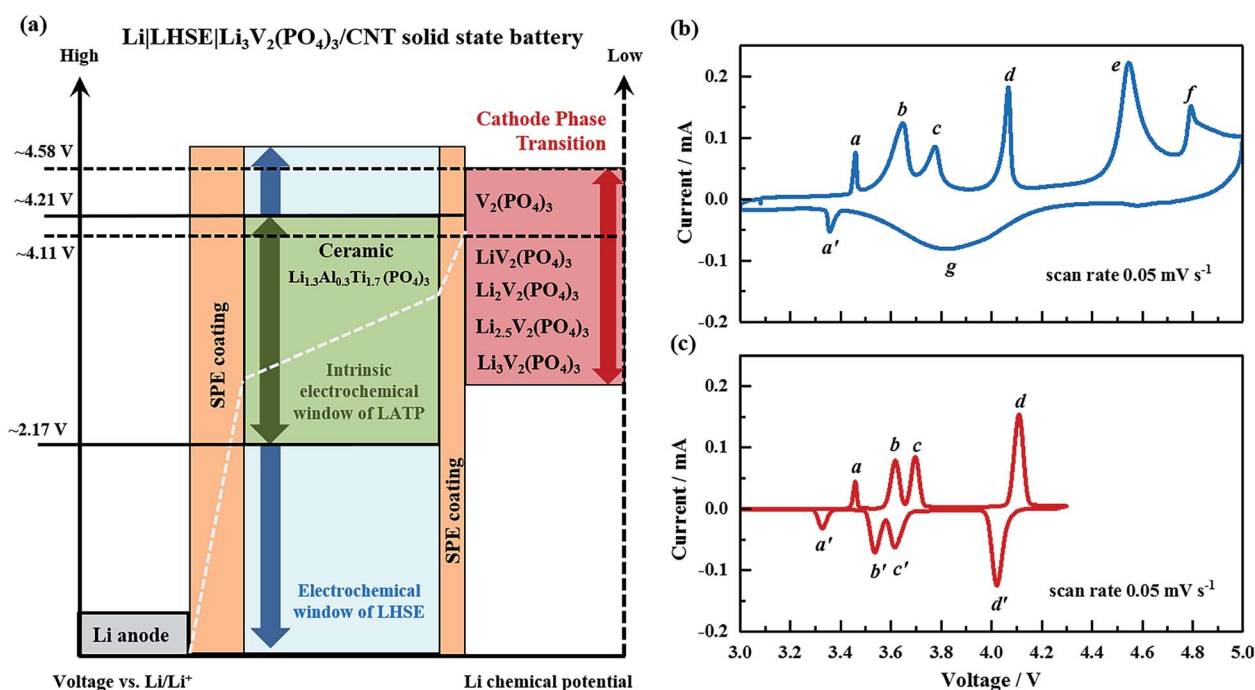 (a)
Li|LHSE|Li₃V₂(PO₄)₃/CNT solid state battery
High
Low
Cathode Phase
Transition
~4.58 V
~4.21 V
~4.11 V
~2.17 V
SPE coating
Ceramic
Li₁.₃Al₀.₃Ti₁.₇(PO₄)₃
Intrinsic
electrochemical
window of LATP
Electrochemical
window of LHSE
SPE coating
V₂(PO₄)₃
LiV₂(PO₄)₃
Li₂V₂(PO₄)₃
Li₂.₅V₂(PO₄)₃
Li₃V₂(PO₄)₃
Li anode
Voltage vs. Li/Li⁺
Li chemical potential
(b)
Current / mA
0.2
0.1
0.0
-0.1
-0.2
a
b
c
d
e
f
a'
g
scan rate 0.05 mV s⁻¹
(c)
Current / mA
0.2
0.1
0.0
-0.1
-0.2
a
b
c
d
a'
b'
c'
d'
scan rate 0.05 mV s⁻¹
3.0 3.2 3.4 3.6 3.8 4.0 4.2 4.4 4.6 4.8 5.0
Voltage / V